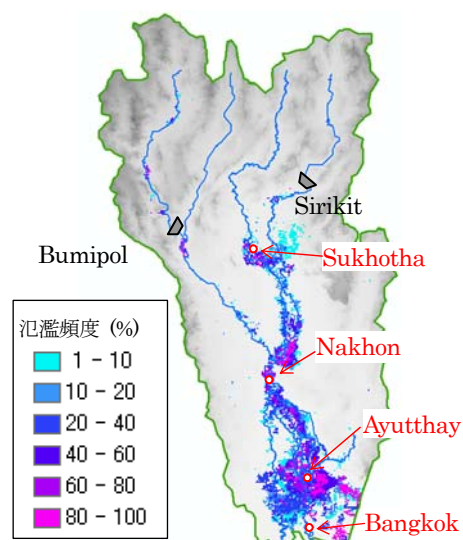 Sirikit
Bumipol
Sukhotha
氾濫頻度 (%)
1 - 10
10 - 20
20 - 40
40 - 60
60 - 80
80 - 100
Nakhon
Ayutthay
Bangkok